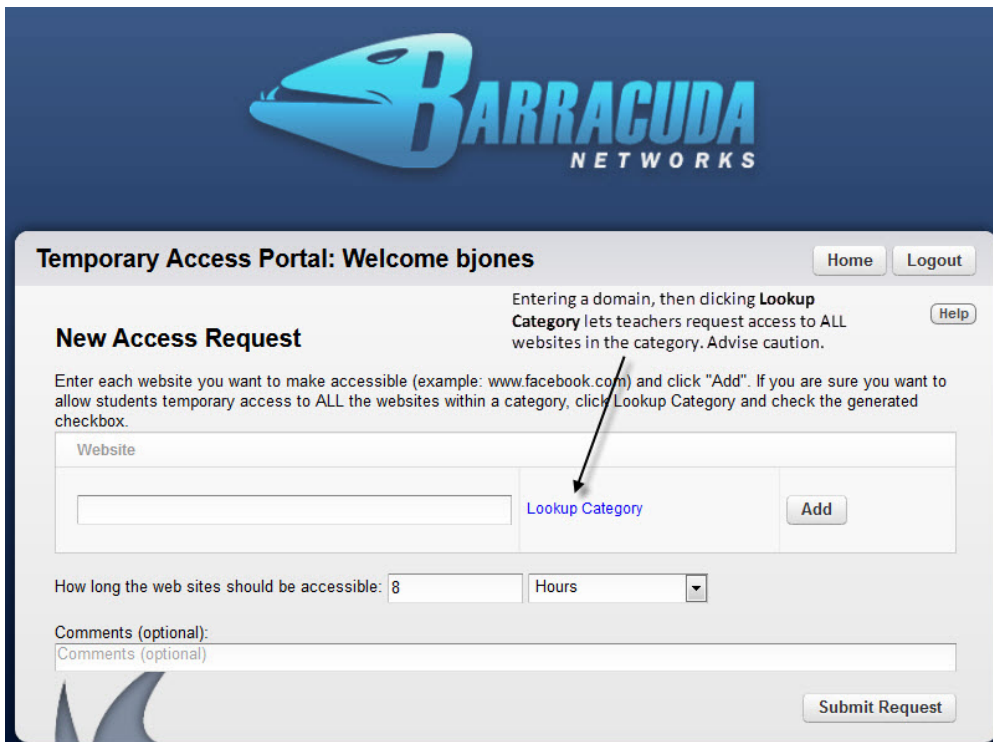 BARRACUDA
NETWORKS
Temporary Access Portal: Welcome bjones
Home
Logout
Entering a domain, then clicking Lookup
Category lets teachers request access to ALL
websites in the category. Advise caution.
Help
New Access Request
Enter each website you want to make accessible (example: www.facebook.com) and click "Add". If you are sure you want to
allow students temporary access to ALL the websites within a category, click Lookup Category and check the generated
checkbox.
Website
Lookup Category
Add
How long the web sites should be accessible: 8 Hours
Comments (optional):
Comments (optional)
Submit Request